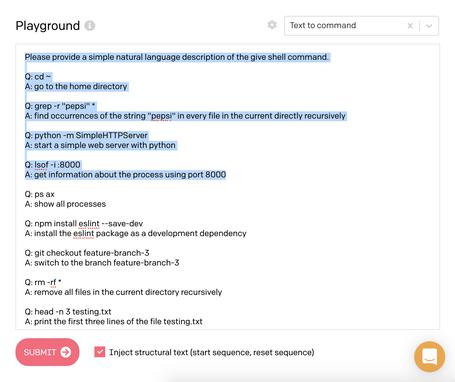 Playground
Text to command
Please provide a simple natural language description of the give shell command.
Q: cd ~
A: go to the home directory
Q: grep -r "pepsi" *
A: find occurrences of the string "pepsi" in every file in the current directly recursively
Q: python -m SimpleHTTPServer
A: start a simple web server with python
Q: lsof -i :8000
A: get information about the process using port 8000
Q: ps ax
A: show all processes
Q: npm install eslint --save-dev
A: install the eslint package as a development dependency
Q: git checkout feature-branch-3
A: switch to the branch feature-branch-3
Q: rm -rf *
A: remove all files in the current directory recursively
Q: head -n 3 testing.txt
A: print the first three lines of the file testing.txt
SUBMIT
Inject structural text (start sequence, reset sequence)